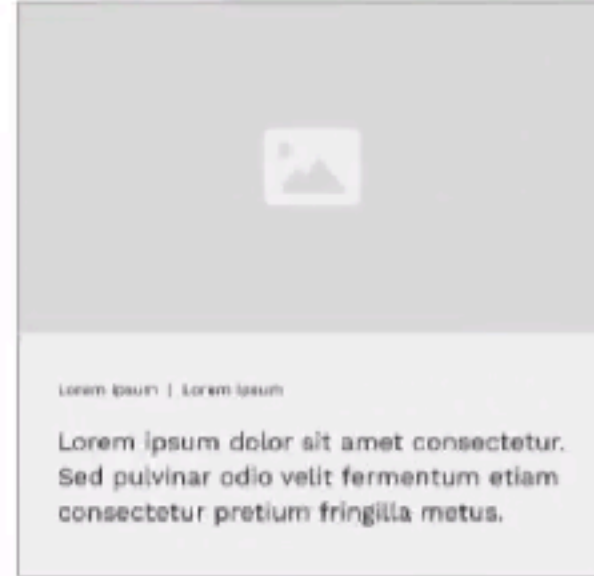 Lorem ipsum | Lorem ipsum
Lorem ipsum dolor sit amet consectetur.
Sed pulvinar odio velit fermentum etiam
consectetur pretium fringilla metus.